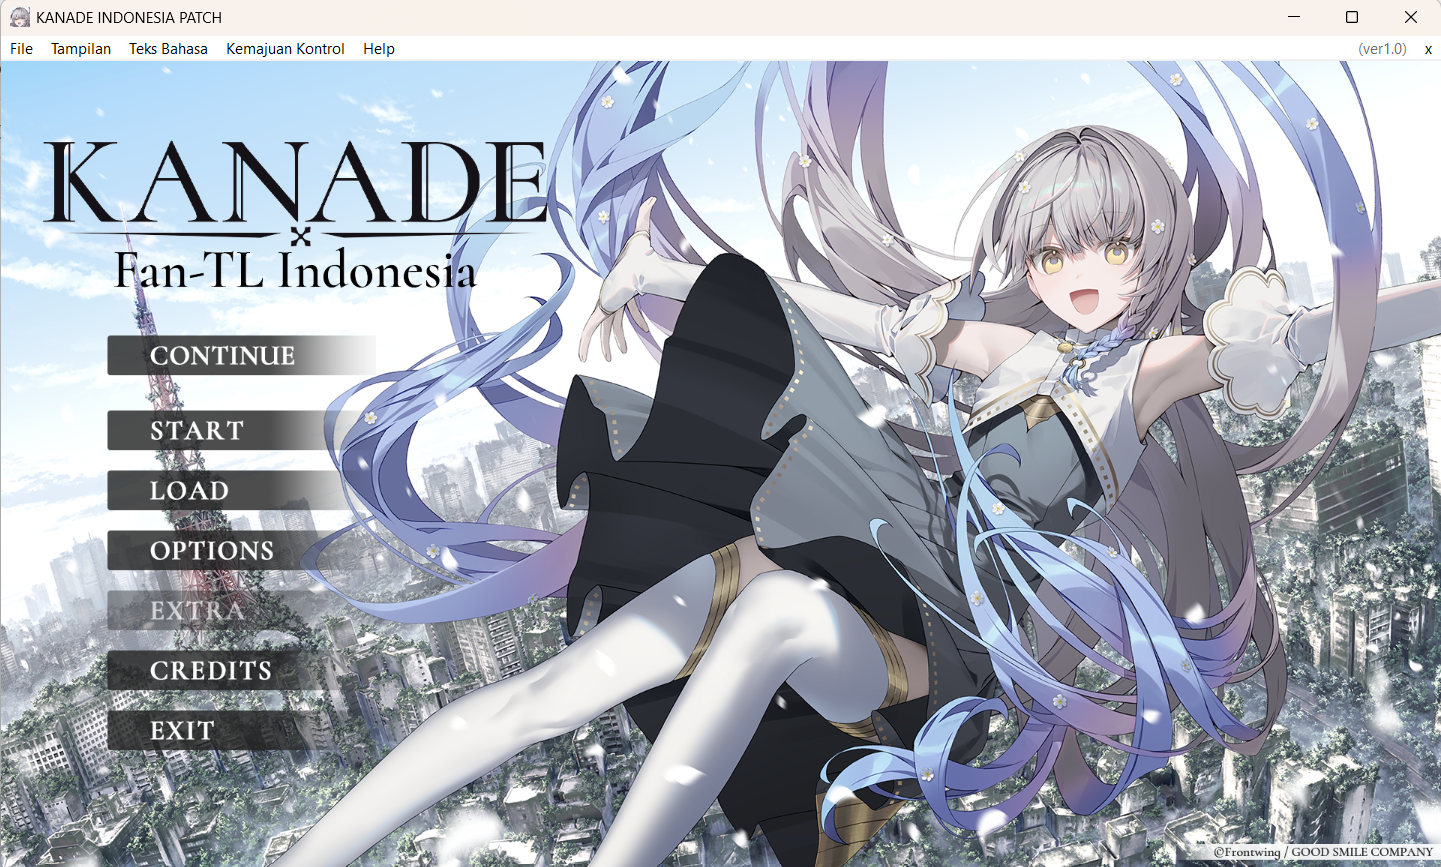 KANADE INDONESIA PATCH
File Tampilan Teks Bahasa Kemajuan Kontrol Help (ver1.0) x
KANADE
Fan-TL Indonesia
CONTINUE
START
LOAD
OPTIONS
EXTRA
CREDITS
EXIT
©Frontwing / GOOD SMILE COMPANY